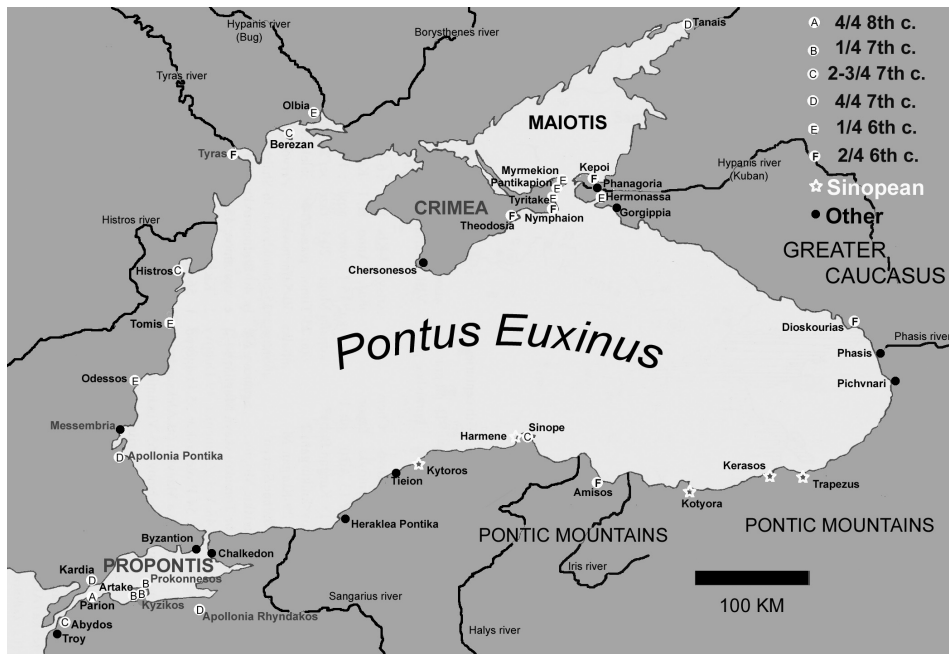 Hypanis river
(Bug)
Borysthenes river
D Tanais
A 4/4 8th c.
B 1/4 7th c.
C 2-3/4 7th c.
D 4/4 7th c.
E 1/4 6th c.
F 2/4 6th c.
Sinopean
Other
Tyras river
Olbia E
C
Berezan
MAIOTIS
Tyras F
Hypanis river
(Kuban)
Myrmekion E
Pantikapion E
Kepoi
F
Phanagoria
Tyritake E
E Hermonassa
F
Nymphaion
Gorgippia
CRIMEA
Theodosia F
Histros river
GREATER
CAUCASUS
Chersonesos
Histros C
Tomis E
Pontus Euxinus
Dioskourias F
Phasis river
Phasis
Pichvnari
Odessos E
Messembria
D Apollonia Pontika
Harmene
Sinope
C
Kytoros
Tieion
Amisos F
Kerasos
Trapezus
Kotyora
Heraklea Pontika
PONTIC MOUNTAINS
PONTIC MOUNTAINS
Byzantion
Chalkedon
PROPONTIS
Kardia D
Artake B
Prokonnesos
A B B
Parion
Kyzikos
D
Apollonia Rhyndakos
C Abydos
Troy
Sangarius river
Iris river
Halys river
100 KM